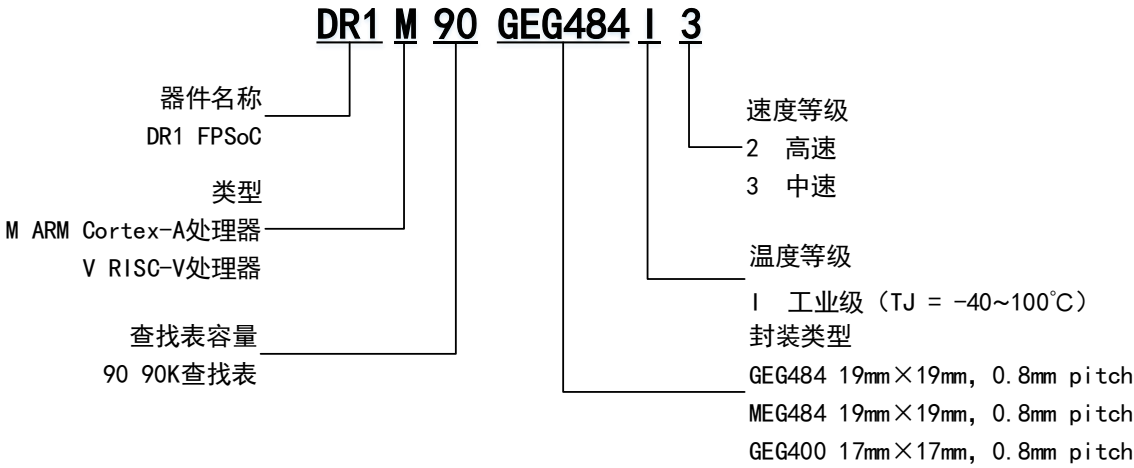 DR1 M 90 GEG484 I 3
器件名称
DR1 FPSoC
类型
M ARM Cortex-A处理器
V RISC-V处理器
查找表容量
90 90K查找表
速度等级
2 高速
3 中速
温度等级
I 工业级（TJ = -40~100℃）
封装类型
GEG484 19mm×19mm, 0.8mm pitch
MEG484 19mm×19mm, 0.8mm pitch
GEG400 17mm×17mm, 0.8mm pitch